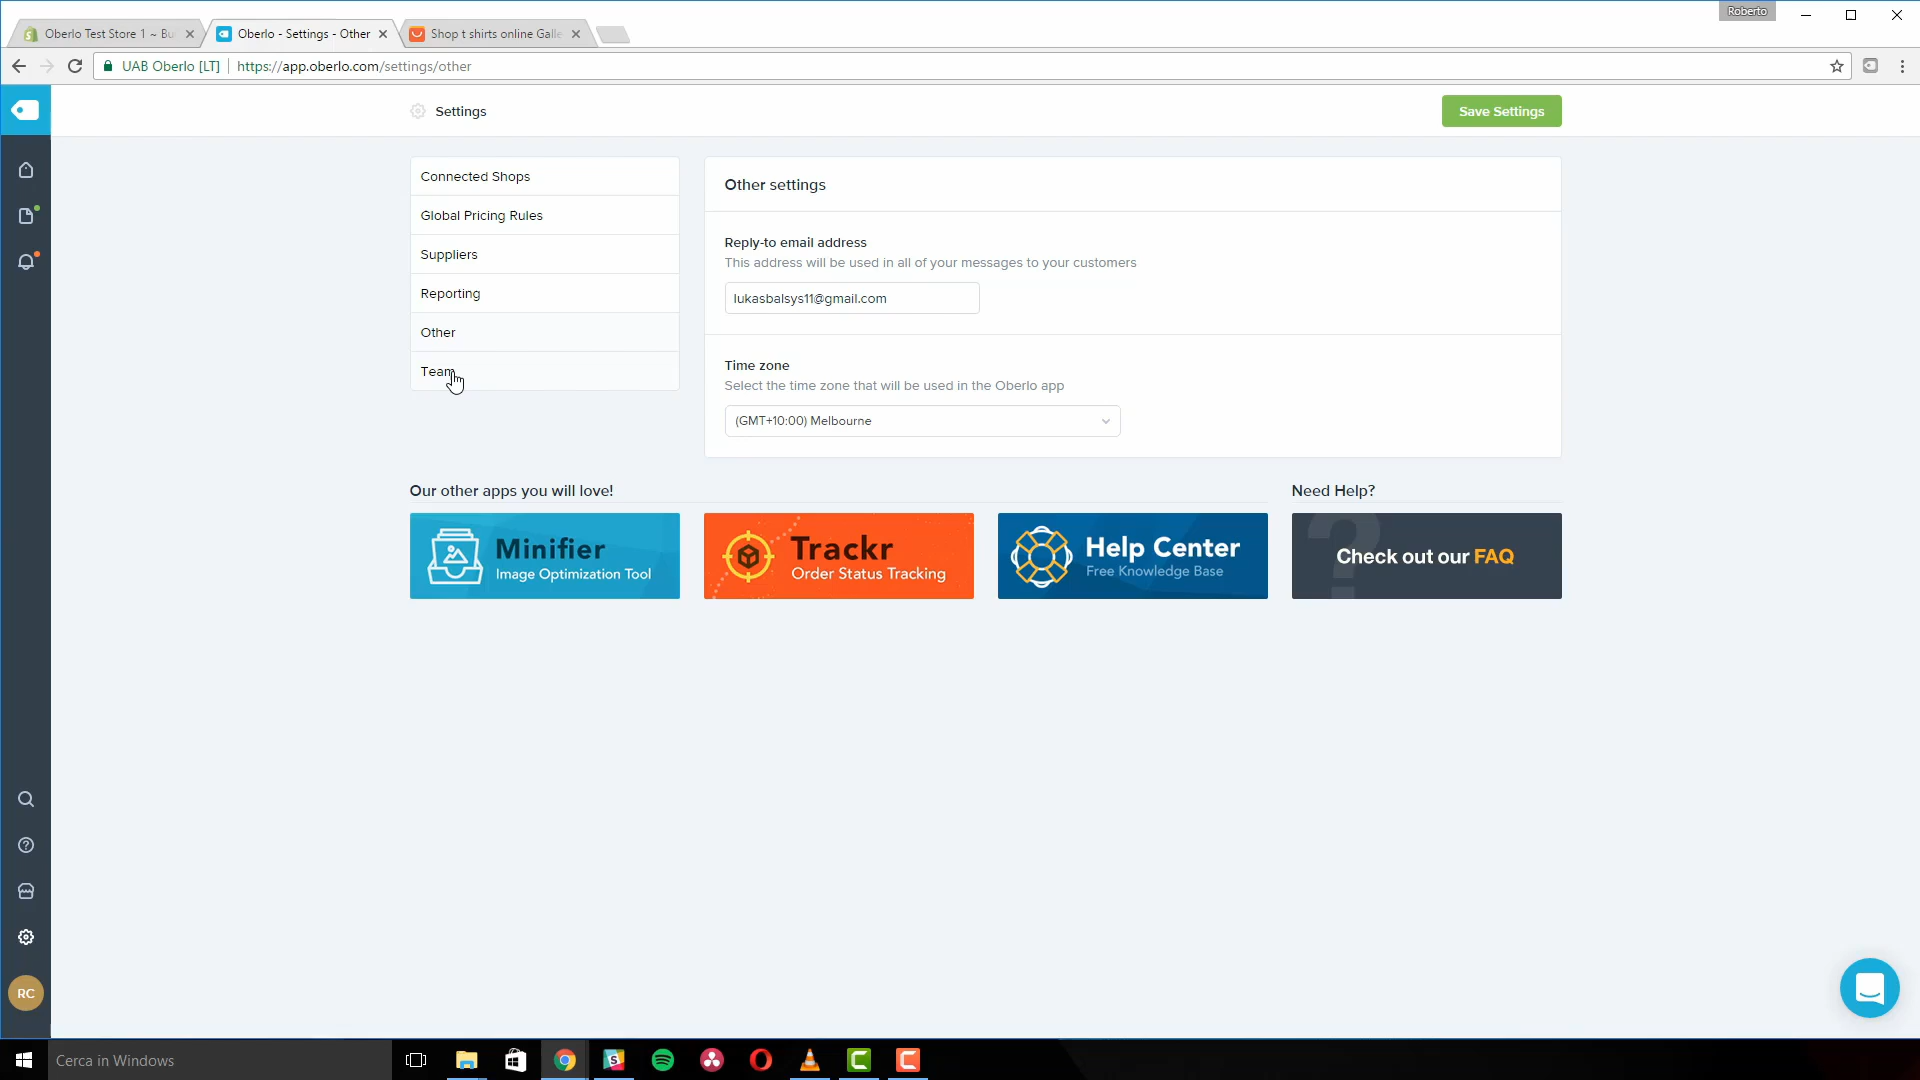 Roberto
Oberlo Test Store 1 ~ Bu
Oberlo - Settings - Other
Shop t shirts online Galle
UAB Oberlo [LT]
https://app.oberlo.com/settings/other
Settings
Save Settings
Connected Shops
Global Pricing Rules
Suppliers
Reporting
Other
Team
Other settings
Reply-to email address
This address will be used in all of your messages to your customers
lukasbalsys11@gmail.com
Time zone
Select the time zone that will be used in the Oberlo app
(GMT+10:00) Melbourne
Our other apps you will love!
Need Help?
Minifier
Image Optimization Tool
Trackr
Order Status Tracking
Help Center
Free Knowledge Base
Check out our FAQ
RC
Cerca in Windows